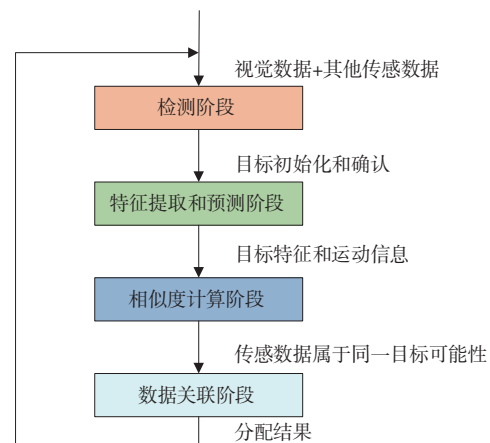 视觉数据+其他传感数据
检测阶段
目标初始化和确认
特征提取和预测阶段
目标特征和运动信息
相似度计算阶段
传感数据属于同一目标可能性
数据关联阶段
分配结果